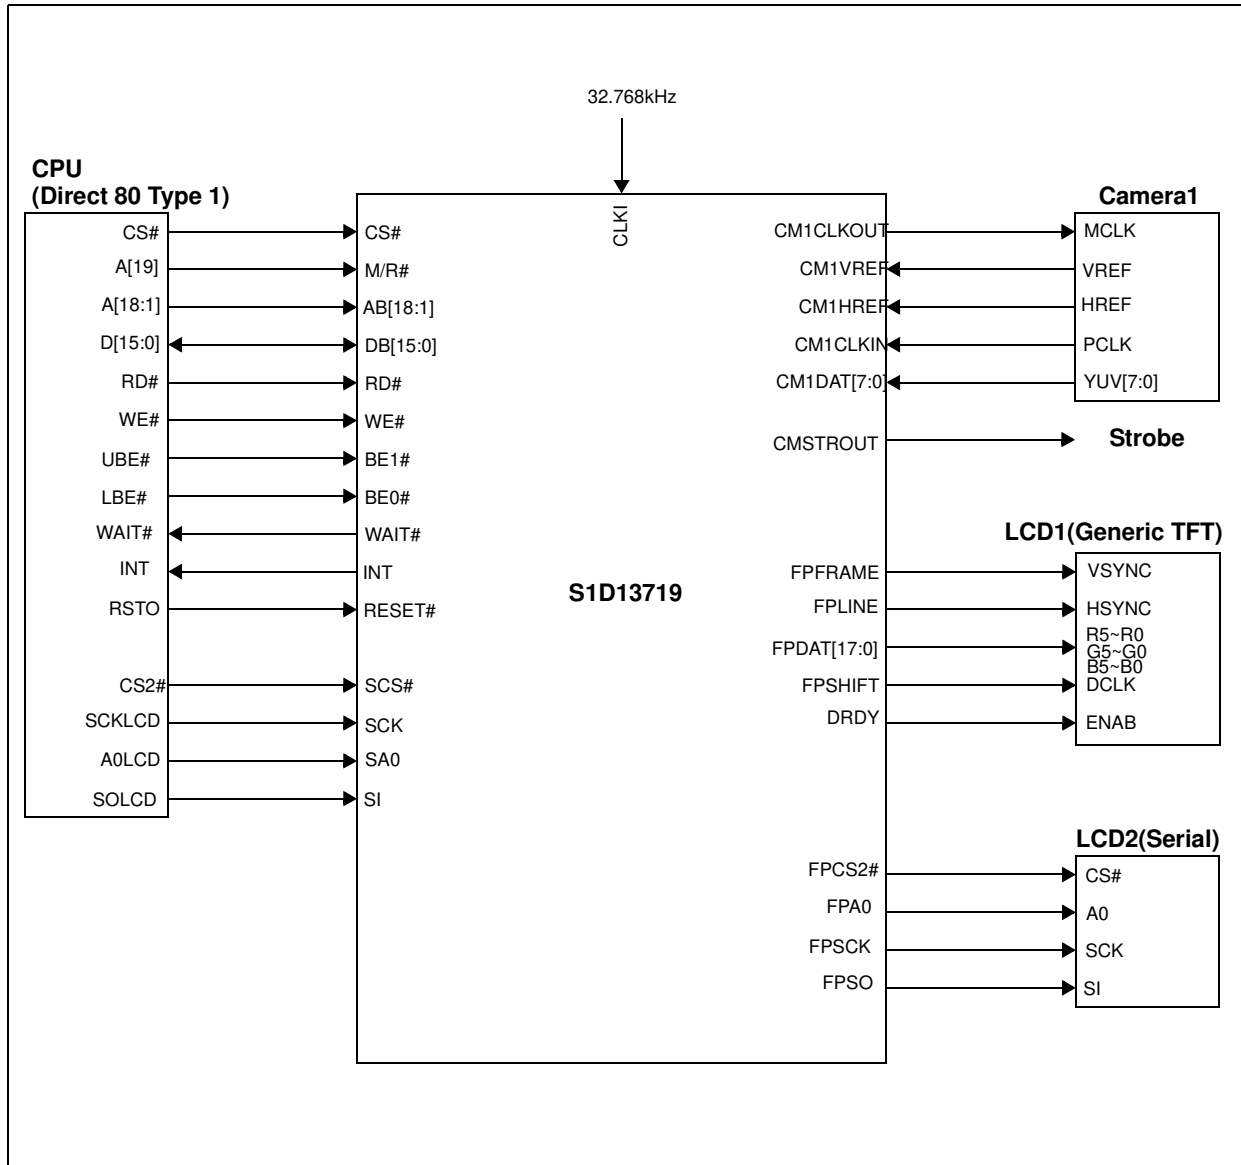 32.768kHz
CPU
(Direct 80 Type 1)
CS#
A[19]
A[18:1]
D[15:0]
RD#
WE#
UBE#
LBE#
WAIT#
INT
RSTO
CS2#
SCKLCD
A0LCD
SOLCD
CLKI
CS#
M/R#
AB[18:1]
DB[15:0]
RD#
WE#
BE1#
BE0#
WAIT#
INT
RESET#
SCS#
SCK
SA0
SI
S1D13719
CM1CLKOUT
CM1VREF
CM1HREF
CM1CLKIN
CM1DAT[7:0]
CMSTROUT
FPFRAME
FPLINE
FPDAT[17:0]
FPSHIFT
DRDY
FPCS2#
FPA0
FPSCK
FPSO
Camera1
MCLK
VREF
HREF
PCLK
YUV[7:0]
Strobe
LCD1(Generic TFT)
VSYNC
HSYNC
R5~R0
G5~G0
B5~B0
DCLK
ENAB
LCD2(Serial)
CS#
A0
SCK
SI